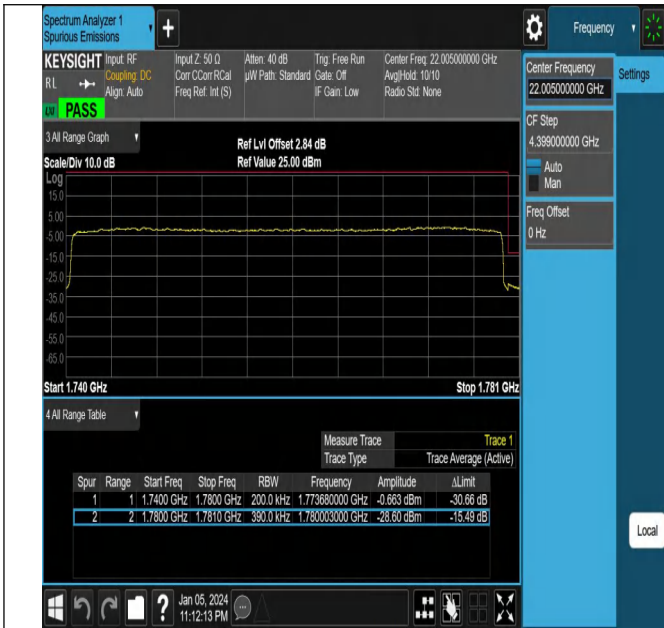 Spectrum Analyzer 1
Spurious Emissions
Frequency
KEYSIGHT Input: RF Input Z: 50 Ω Atten: 40 dB Trig: Free Run Center Freq: 22.005000000 GHz
RL Coupling: DC Corr CCorr RCal µW Path: Standard Gate: Off Avg|Hold: 10/10
Align: Auto Freq Ref: Int (S) IF Gain: Low Radio Std: None
PASS
Center Frequency
22.005000000 GHz
Settings
CF Step
4.399000000 GHz
Auto
Man
Freq Offset
0 Hz
3 All Range Graph
Ref Lvl Offset 2.84 dB
Scale/Div 10.0 dB Ref Value 25.00 dBm
Log
15.0
5.00
-5.00
-15.0
-25.0
-35.0
-45.0
-55.0
-65.0
Start 1.740 GHz Stop 1.781 GHz
4 All Range Table
Measure Trace Trace 1
Trace Type Trace Average (Active)
Spur Range Start Freq Stop Freq RBW Frequency Amplitude ΔLimit
1 1 1.7400 GHz 1.7800 GHz 200.0 kHz 1.773680000 GHz -0.663 dBm -30.66 dB
2 2 1.7800 GHz 1.7810 GHz 390.0 kHz 1.780003000 GHz -28.60 dBm -15.49 dB
Local
Jan 05, 2024
11:12:13 PM